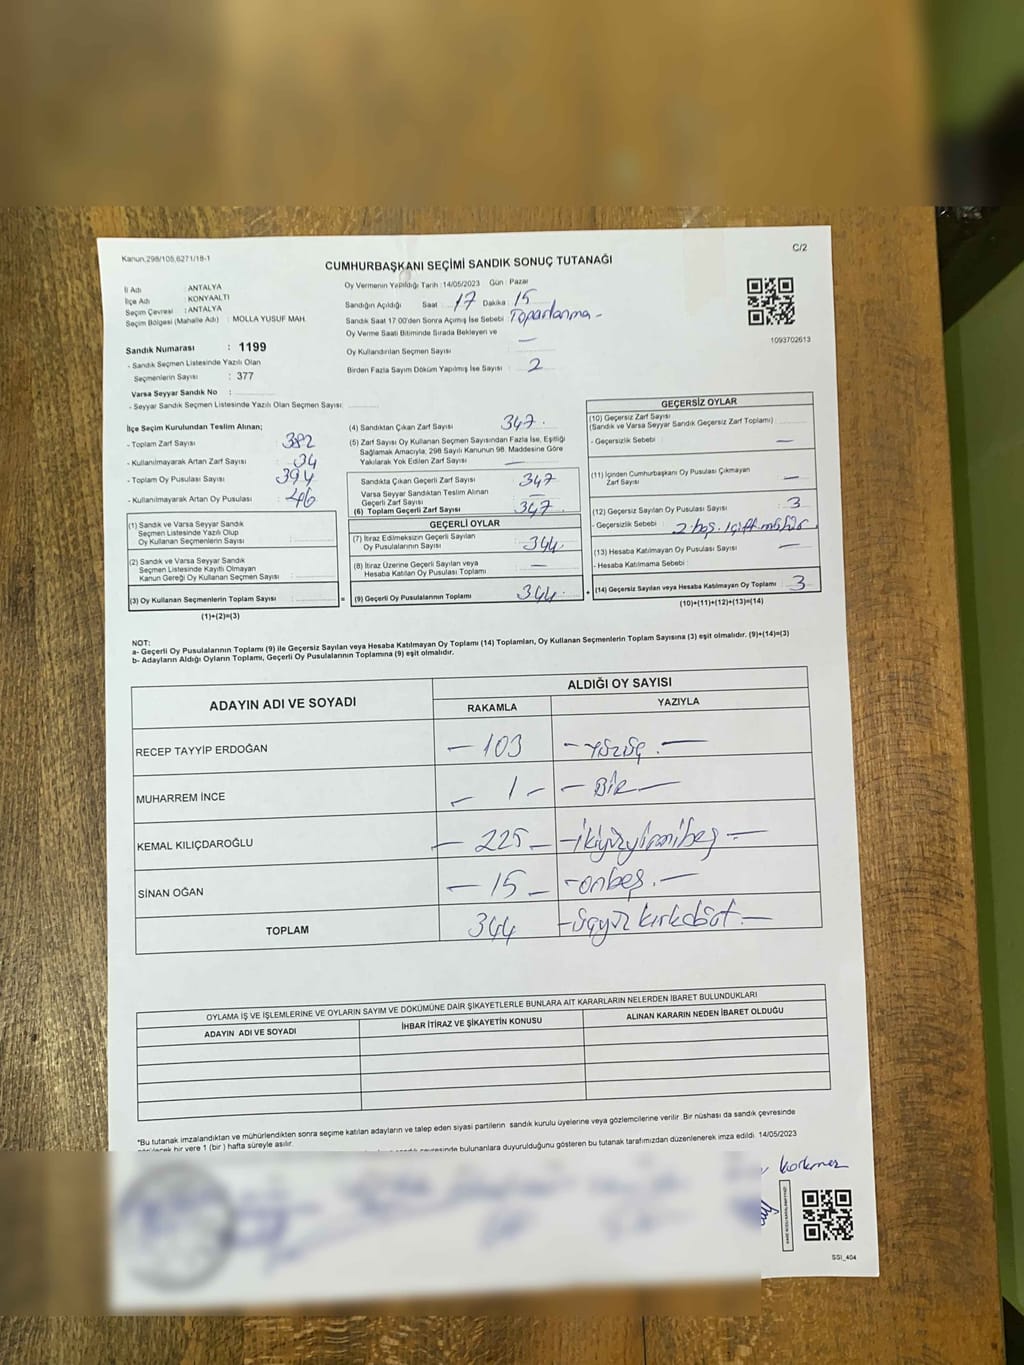 Kanun,298/105,6271/18-1
C/2
CUMHURBAŞKANI SEÇİMİ SANDIK SONUÇ TUTANAĞI
İl Adı : ANTALYA
İlçe Adı : KONYAALTI
Seçim Çevresi : ANTALYA
Seçim Bölgesi (Mahalle Adı) : MOLLA YUSUF MAH.
Sandık Numarası : 1199
- Sandık Seçmen Listesinde Yazılı Olan
Seçmenlerin Sayısı : 377
Varsa Seyyar Sandık No :
- Seyyar Sandık Seçmen Listesinde Yazılı Olan Seçmen Sayısı:
Oy Vermenin Yapıldığı Tarih : 14/05/2023 Gün : Pazar
Sandığın Açıldığı Saat : 17 Dakika : 15
Sandık Saat 17:00'den Sonra Açımış İse Sebebi : Toparlanma -
Oy Verme Saati Bitiminde Sırada Bekleyen ve
Oy Kullandırılan Seçmen Sayısı : —
Birden Fazla Sayım Döküm Yapılmış İse Sayısı : 2
1093702613
İlçe Seçim Kurulundan Teslim Alınan;
- Toplam Zarf Sayısı : 382
- Kullanılmayarak Artan Zarf Sayısı : 34
- Toplam Oy Pusulası Sayısı : 394
- Kullanılmayarak Artan Oy Pusulası : 46
(1) Sandık ve Varsa Seyyar Sandık
Seçmen Listesinde Yazılı Olup
Oy Kullanan Seçmenlerin Sayısı :
(2) Sandık ve Varsa Seyyar Sandık
Seçmen Listesinde Kayıtlı Olmayan
Kanun Gereği Oy Kullanan Seçmen Sayısı :
(3) Oy Kullanan Seçmenlerin Toplam Sayısı : =
(1)+(2)=(3)
(4) Sandıktan Çıkan Zarf Sayısı : 347.
(5) Zarf Sayısı Oy Kullanan Seçmen Sayısından Fazla İse, Eşitliği
Sağlamak Amacıyla; 298 Sayılı Kanunun 98. Maddesine Göre
Yakılarak Yok Edilen Zarf Sayısı : —
Sandıkta Çıkan Geçerli Zarf Sayısı : 347
Varsa Seyyar Sandıktan Teslim Alınan
Geçerli Zarf Sayısı : —
(6) Toplam Geçerli Zarf Sayısı : 347.
GEÇERLİ OYLAR
(7) İtiraz Edilmeksizin Geçerli Sayılan
Oy Pusulalarının Sayısı : 344.
(8) İtiraz Üzerine Geçerli Sayılan veya
Hesaba Katılan Oy Pusulası Toplamı : —
(9) Geçerli Oy Pusulalarının Toplamı : 344. +
GEÇERSİZ OYLAR
(10) Geçersiz Zarf Sayısı
(Sandık ve Varsa Seyyar Sandık Geçersiz Zarf Toplamı) :
- Geçersizlik Sebebi : —
(11) İçinden Cumhurbaşkanı Oy Pusulası Çıkmayan
Zarf Sayısı : —
(12) Geçersiz Sayılan Oy Pusulası Sayısı : 3
- Geçersizlik Sebebi : 2 boş. 1 çift mühür.
(13) Hesaba Katılmayan Oy Pusulası Sayısı : —
- Hesaba Katılmama Sebebi :
(14) Geçersiz Sayılan veya Hesaba Katılmayan Oy Toplamı : 3
(10)+(11)+(12)+(13)=(14)
NOT:
a- Geçerli Oy Pusulalarının Toplamı (9) ile Geçersiz Sayılan veya Hesaba Katılmayan Oy Toplamı (14) Toplamları, Oy Kullanan Seçmenlerin Toplam Sayısına (3) eşit olmalıdır. (9)+(14)=(3)
b- Adayların Aldığı Oyların Toplamı, Geçerli Oy Pusulalarının Toplamına (9) eşit olmalıdır.
ADAYIN ADI VE SOYADI
ALDIĞI OY SAYISI
RAKAMLA YAZIYLA
RECEP TAYYİP ERDOĞAN — 103 — yüzüç. —
MUHARREM İNCE — 1 — — Bir —
KEMAL KILIÇDAROĞLU — 225 — — ikiyüzyirmibeş —
SİNAN OĞAN — 15 — — onbeş. —
TOPLAM 344 — üçyüz kırkdört —
OYLAMA İŞ VE İŞLEMLERİNE VE OYLARIN SAYIM VE DÖKÜMÜNE DAİR ŞİKAYETLERLE BUNLARA AİT KARARLARIN NELERDEN İBARET BULUNDUKLARI
ADAYIN ADI VE SOYADI İHBAR İTİRAZ VE ŞİKAYETİN KONUSU ALINAN KARARIN NEDEN İBARET OLDUĞU
*Bu tutanak imzalandıktan ve mühürlendikten sonra seçime katılan adayların ve talep eden siyasi partilerin sandık kurulu üyelerine veya gözlemcilerine verilir .Bir nüshası da sandık çevresinde
bir yere 1 (bir ) hafta süreyle asılır.
bulunanlara duyurulduğunu gösteren bu tutanak tarafımızdan düzenlenerek imza edildi. 14/05/2023
Korkmaz
SSI_404